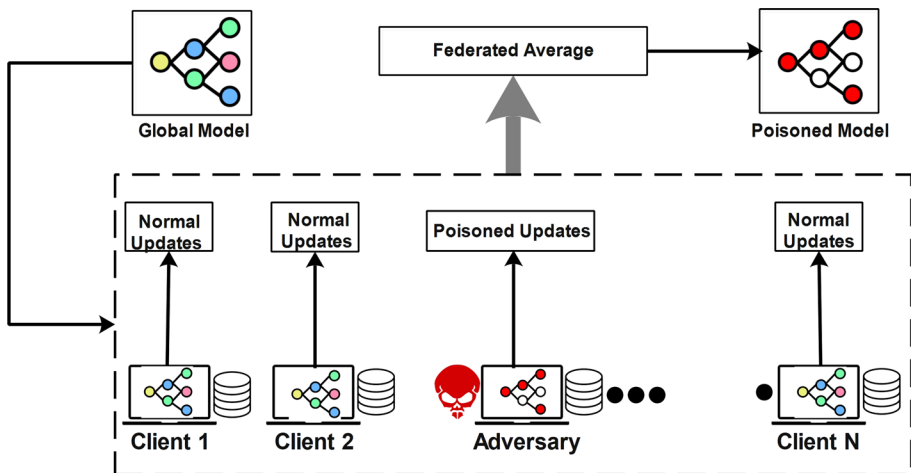 Federated Average
Global Model
Poisoned Model
Normal
Updates
Normal
Updates
Poisoned Updates
Normal
Updates
Client 1
Client 2
Adversary
Client N